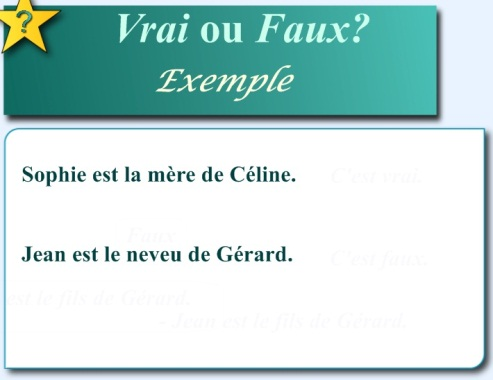 ?
Vrai ou Faux?
Exemple
Sophie est la mère de Céline. C'est vrai.
Faux
Jean est le neveu de Gérard. C'est faux.
est le fils de Gérard.
- Jean est le fils de Gérard.